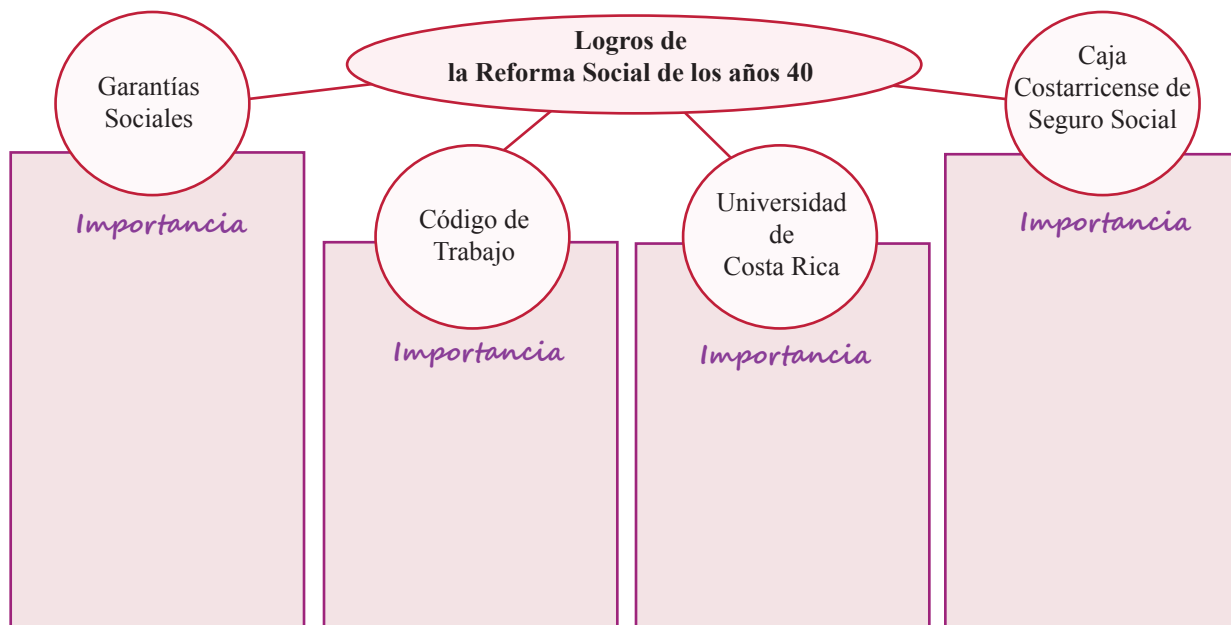 Logros de
la Reforma Social de los años 40
Garantías
Sociales
Importancia
Código de
Trabajo
Importancia
Universidad
de
Costa Rica
Importancia
Caja
Costarricense de
Seguro Social
Importancia